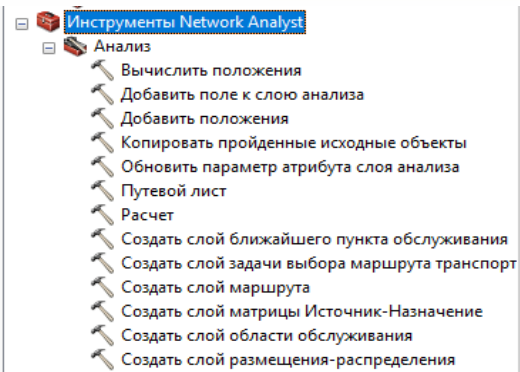 Инструменты Network Analyst
Анализ
Вычислить положения
Добавить поле к слою анализа
Добавить положения
Копировать пройденные исходные объекты
Обновить параметр атрибута слоя анализа
Путевой лист
Расчет
Создать слой ближайшего пункта обслуживания
Создать слой задачи выбора маршрута транспорт
Создать слой маршрута
Создать слой матрицы Источник-Назначение
Создать слой области обслуживания
Создать слой размещения-распределения